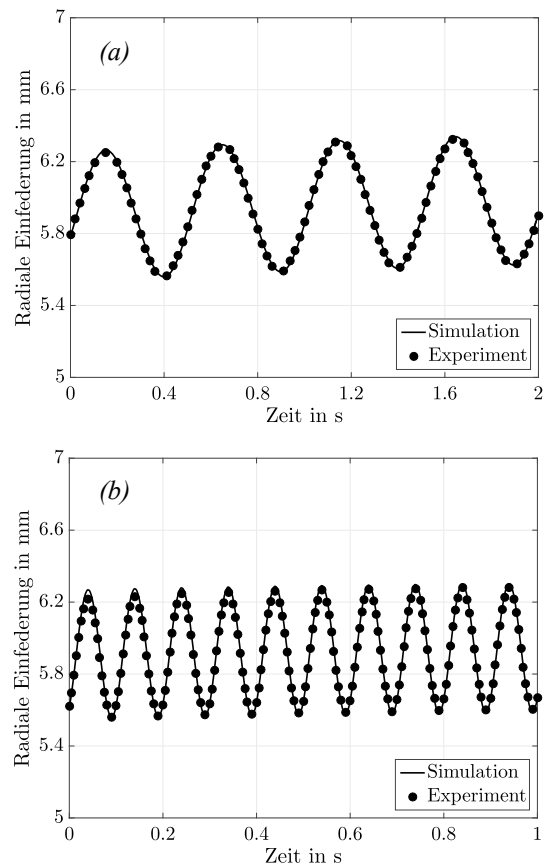 7
(a)
6.6
6.2
5.8
5.4
5
Radiale Einfederung in mm
Simulation
Experiment
0 0.4 0.8 1.2 1.6 2
Zeit in s
7
(b)
6.6
6.2
5.8
5.4
5
Radiale Einfederung in mm
Simulation
Experiment
0 0.2 0.4 0.6 0.8 1
Zeit in s